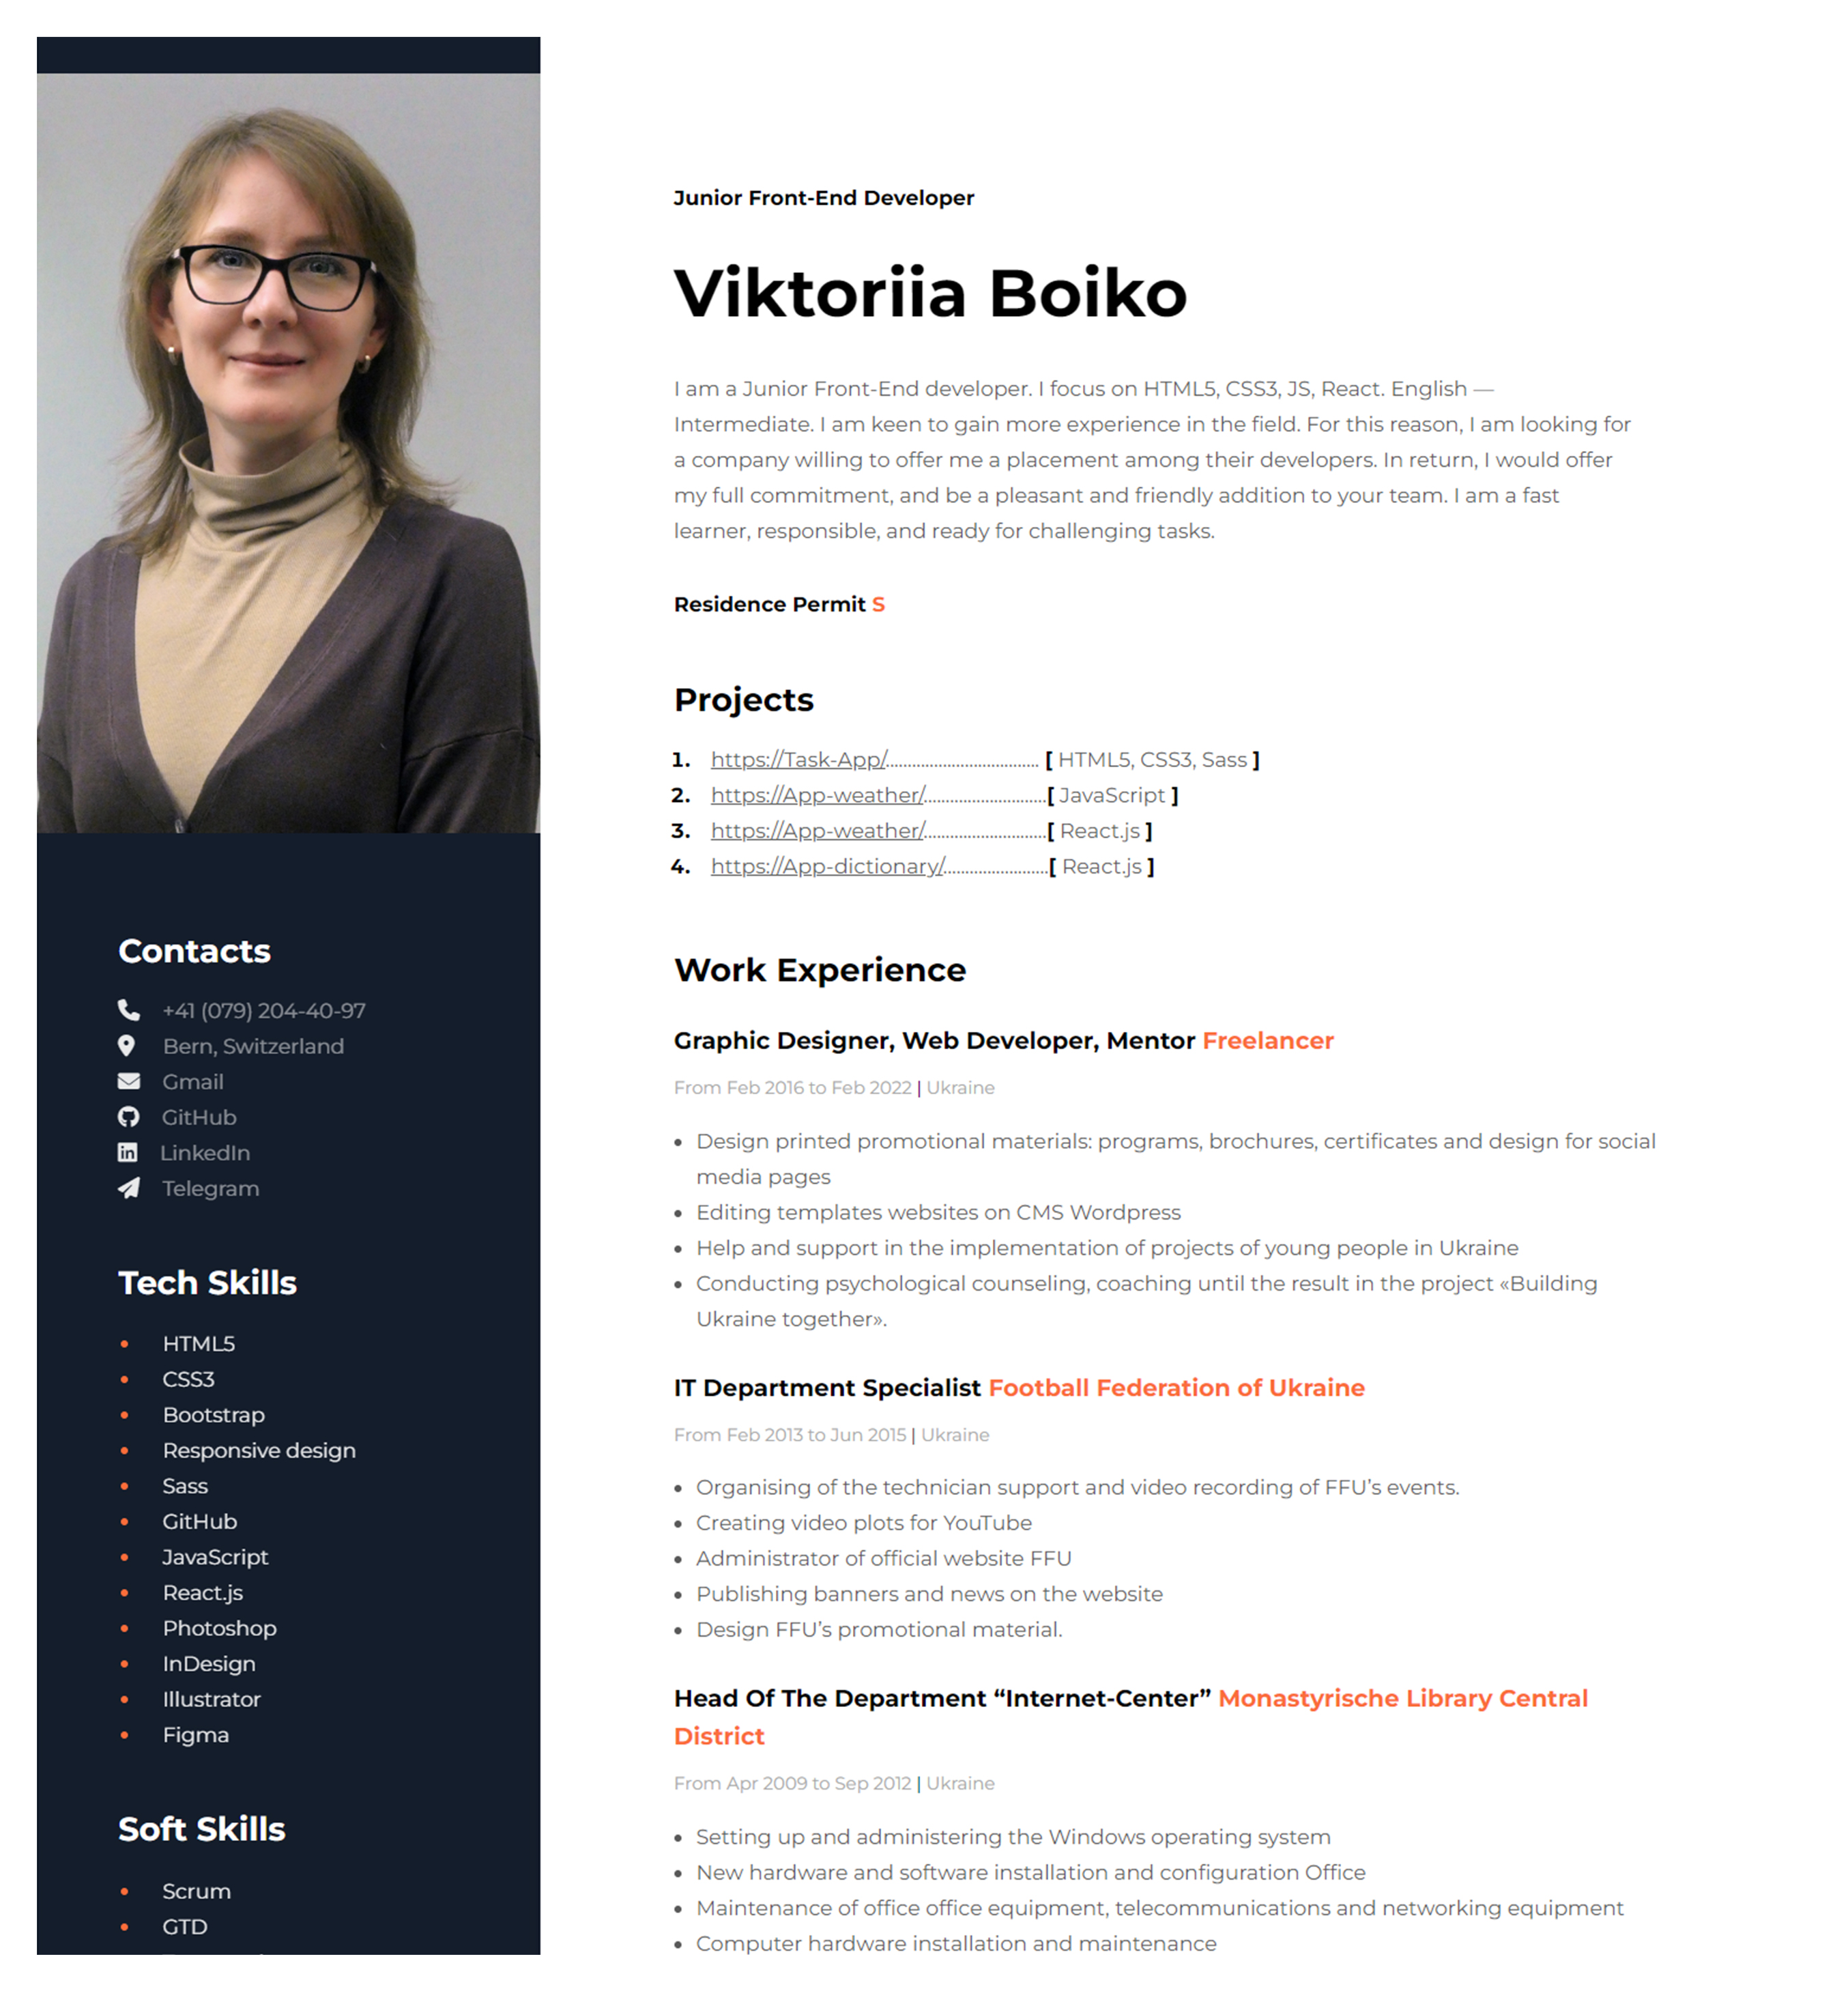 Junior Front-End Developer
Viktoriia Boiko
I am a Junior Front-End developer. I focus on HTML5, CSS3, JS, React. English —
Intermediate. I am keen to gain more experience in the field. For this reason, I am looking for
a company willing to offer me a placement among their developers. In return, I would offer
my full commitment, and be a pleasant and friendly addition to your team. I am a fast
learner, responsible, and ready for challenging tasks.
Residence Permit S
Projects
1. https://Task-App/................................... [ HTML5, CSS3, Sass ]
2. https://App-weather/............................[ JavaScript ]
3. https://App-weather/............................[ React.js ]
4. https://App-dictionary/........................[ React.js ]
Work Experience
Graphic Designer, Web Developer, Mentor Freelancer
From Feb 2016 to Feb 2022 | Ukraine
• Design printed promotional materials: programs, brochures, certificates and design for social
media pages
• Editing templates websites on CMS Wordpress
• Help and support in the implementation of projects of young people in Ukraine
• Conducting psychological counseling, coaching until the result in the project «Building
Ukraine together».
IT Department Specialist Football Federation of Ukraine
From Feb 2013 to Jun 2015 | Ukraine
• Organising of the technician support and video recording of FFU’s events.
• Creating video plots for YouTube
• Administrator of official website FFU
• Publishing banners and news on the website
• Design FFU’s promotional material.
Head Of The Department “Internet-Center” Monastyrische Library Central
District
From Apr 2009 to Sep 2012 | Ukraine
• Setting up and administering the Windows operating system
• New hardware and software installation and configuration Office
• Maintenance of office office equipment, telecommunications and networking equipment
• Computer hardware installation and maintenance
Contacts
+41 (079) 204-40-97
Bern, Switzerland
Gmail
GitHub
LinkedIn
Telegram
Tech Skills
• HTML5
• CSS3
• Bootstrap
• Responsive design
• Sass
• GitHub
• JavaScript
• React.js
• Photoshop
• InDesign
• Illustrator
• Figma
Soft Skills
• Scrum
• GTD